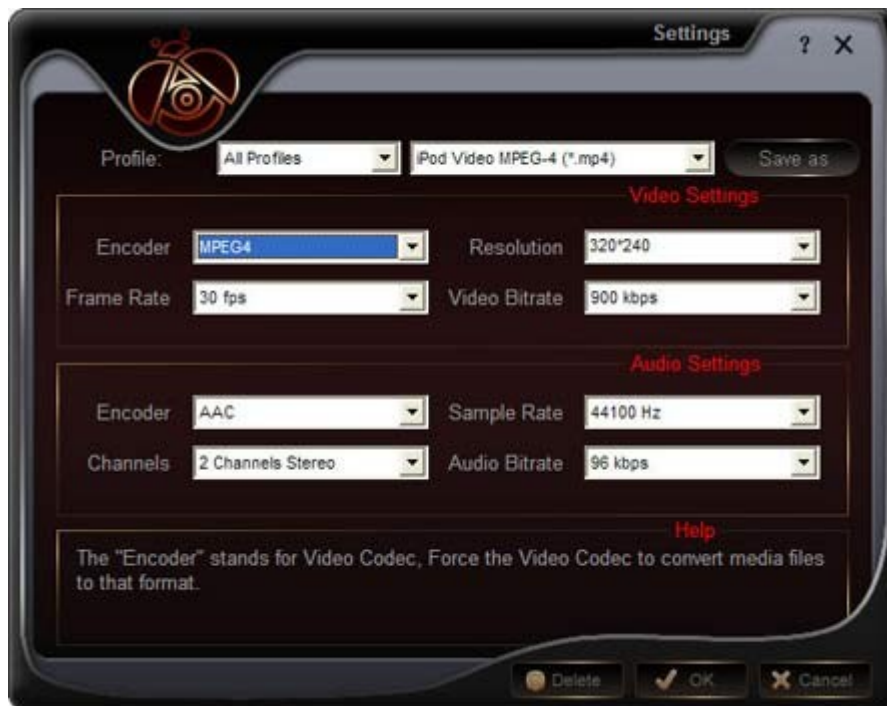 Settings
?
Profile: All Profiles iPod Video MPEG-4 (*.mp4) Save as
Video Settings
Encoder MPEG4 Resolution 320*240
Frame Rate 30 fps Video Bitrate 900 kbps
Audio Settings
Encoder AAC Sample Rate 44100 Hz
Channels 2 Channels Stereo Audio Bitrate 96 kbps
Help
The "Encoder" stands for Video Codec, Force the Video Codec to convert media files
to that format.
Delete OK Cancel